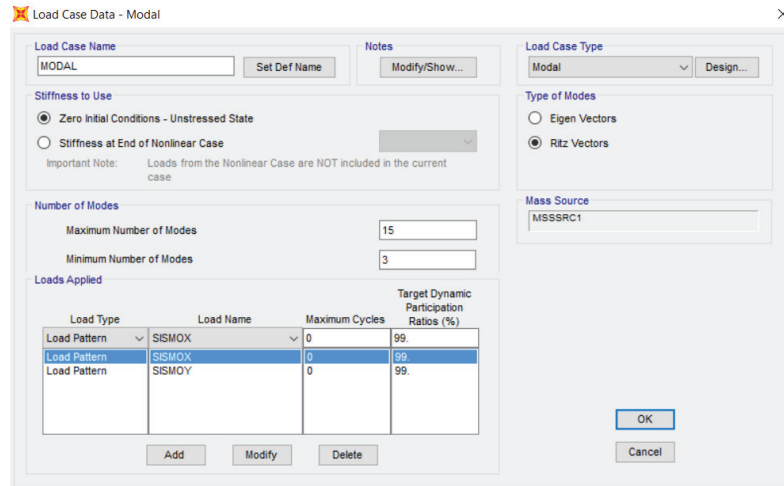 Load Case Data - Modal
Load Case Name
MODAL
Set Def Name
Notes
Modify/Show...
Load Case Type
Modal
Design...
Stiffness to Use
Zero Initial Conditions - Unstressed State
Stiffness at End of Nonlinear Case
Important Note: Loads from the Nonlinear Case are NOT included in the current
case
Type of Modes
Eigen Vectors
Ritz Vectors
Number of Modes
Maximum Number of Modes 15
Minimum Number of Modes 3
Mass Source
MSSSRC1
Loads Applied
Load Type Load Name Maximum Cycles Target Dynamic
Participation
Ratios (%)
Load Pattern SISMOX 0 99.
Load Pattern SISMOX 0 99.
Load Pattern SISMOY 0 99.
Add Modify Delete
OK
Cancel